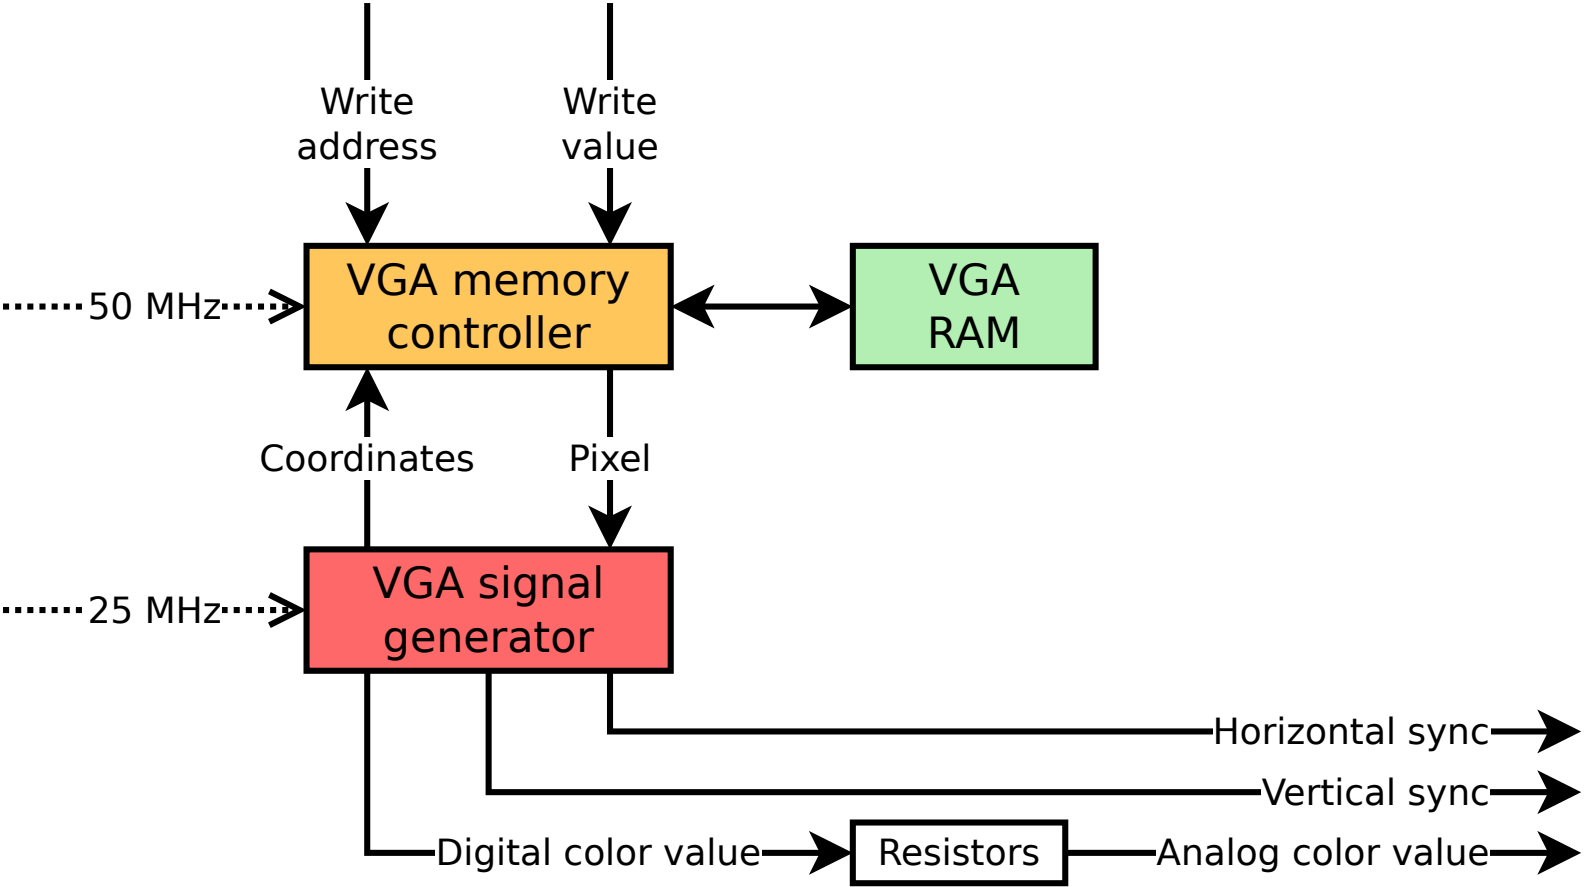 Write
address
Write
value
50 MHz
VGA memory
controller
VGA
RAM
Coordinates
Pixel
25 MHz
VGA signal
generator
Horizontal sync
Vertical sync
Digital color value
Resistors
Analog color value